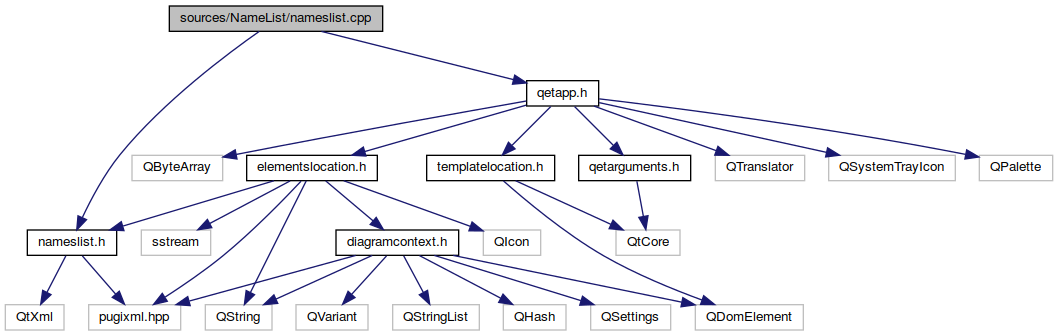 sources/NameList/nameslist.cpp
qetapp.h
QByteArray
elementslocation.h
templatelocation.h
qetarguments.h
QTranslator
QSystemTrayIcon
QPalette
nameslist.h
sstream
diagramcontext.h
QIcon
QtCore
QtXml
pugixml.hpp
QString
QVariant
QStringList
QHash
QSettings
QDomElement